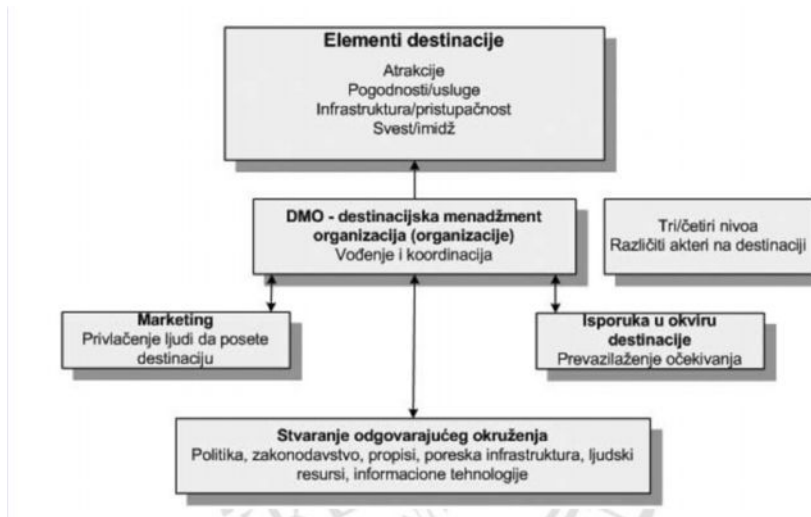 Elementi destinacije
Atrakcije
Pogodnosti/usluge
Infrastruktura/pristupačnost
Svest/imidž
DMO - destinacijska menadžment
organizacija (organizacije)
Vođenje i koordinacija
Tri/četiri nivoa
Različiti akteri na destinaciji
Marketing
Privlačenje ljudi da posete
destinaciju
Isporuka u okviru
destinacije
Prevazilaženje očekivanja
Stvaranje odgovarajućeg okruženja
Politika, zakonodavstvo, propisi, poreska infrastruktura, ljudski
resursi, informacione tehnologije